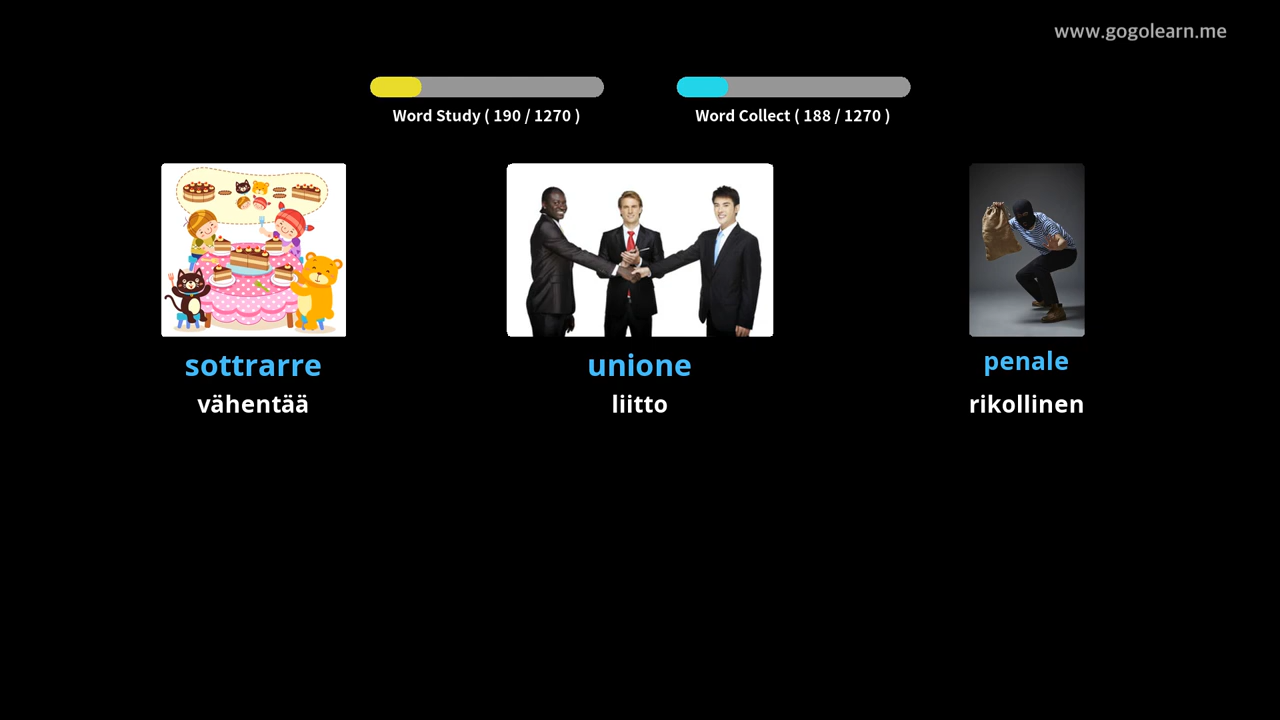 www.gogolearn.me
Word Study ( 190 / 1270 )
Word Collect ( 188 / 1270 )
sottrarre
unione
penale
vähentää
liitto
rikollinen